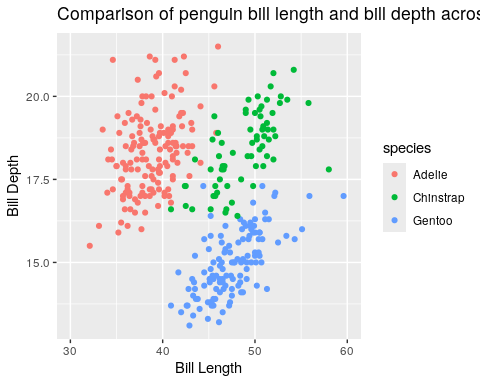 Comparison of penguin bill length and bill depth acros
20.0
17.5
15.0
Bill Depth
30 40 50 60
Bill Length
species
Adelie
Chinstrap
Gentoo